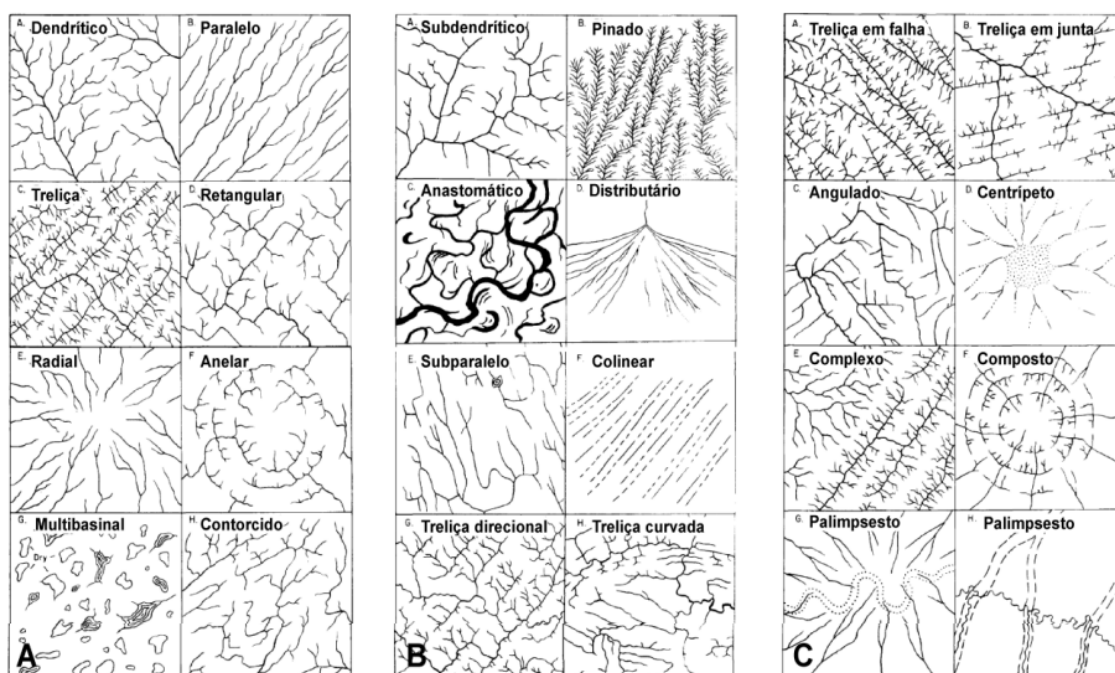 A. Dendrítico
B. Paralelo
C. Treliça
D. Retangular
E. Radial
F. Anelar
G. Multibasinal
Dry
H. Contorcido
A
A. Subdendrítico
B. Pinado
C. Anastomático
D. Distributário
E. Subparalelo
F. Colinear
G. Treliça direcional
H. Treliça curvada
B
A. Treliça em falha
B. Treliça em junta
C. Angulado
D. Centrípeto
E. Complexo
F. Composto
G. Palimpsesto
H. Palimpsesto
C